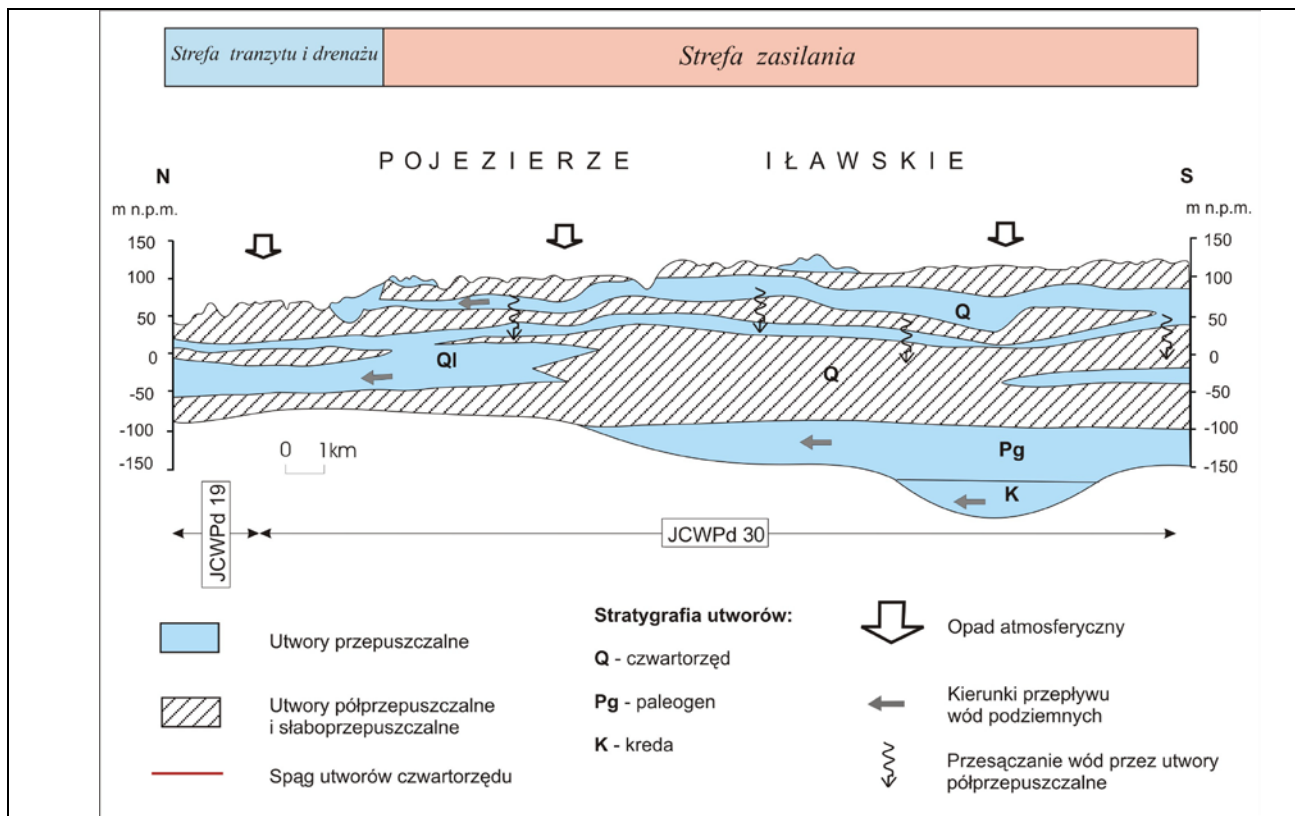 Strefa tranzytu i drenażu
Strefa zasilania
POJEZIERZE IŁAWSKIE
N
S
m n.p.m.
m n.p.m.
150
100
50
0
-50
-100
-150
150
100
50
0
-50
-100
-150
Q
Ql
Q
Pg
K
0 1km
JCWPd 19
JCWPd 30
Utwory przepuszczalne
Utwory półprzepuszczalne
i słaboprzepuszczalne
Spąg utworów czwartorzędu
Stratygrafia utworów:
Q - czwartorzęd
Pg - paleogen
K - kreda
Opad atmosferyczny
Kierunki przepływu
wód podziemnych
Przesączanie wód przez utwory
półprzepuszczalne